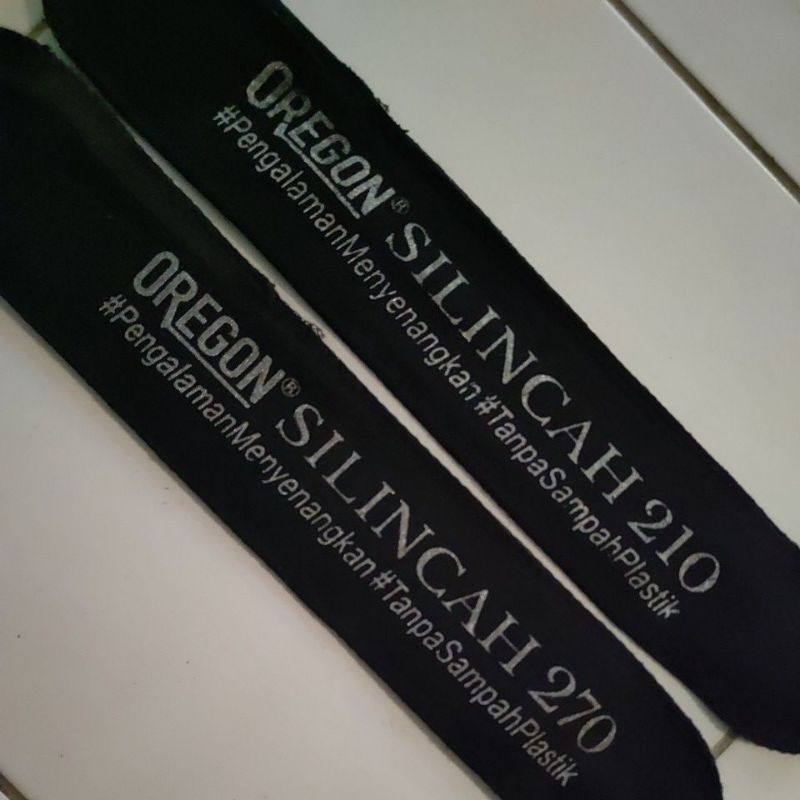 OREGON® SILINCAH 210
#PengalamanMenyenangkan #TanpaSampahPlastik
OREGON® SILINCAH 270
#PengalamanMenyenangkan #TanpaSampahPlastik